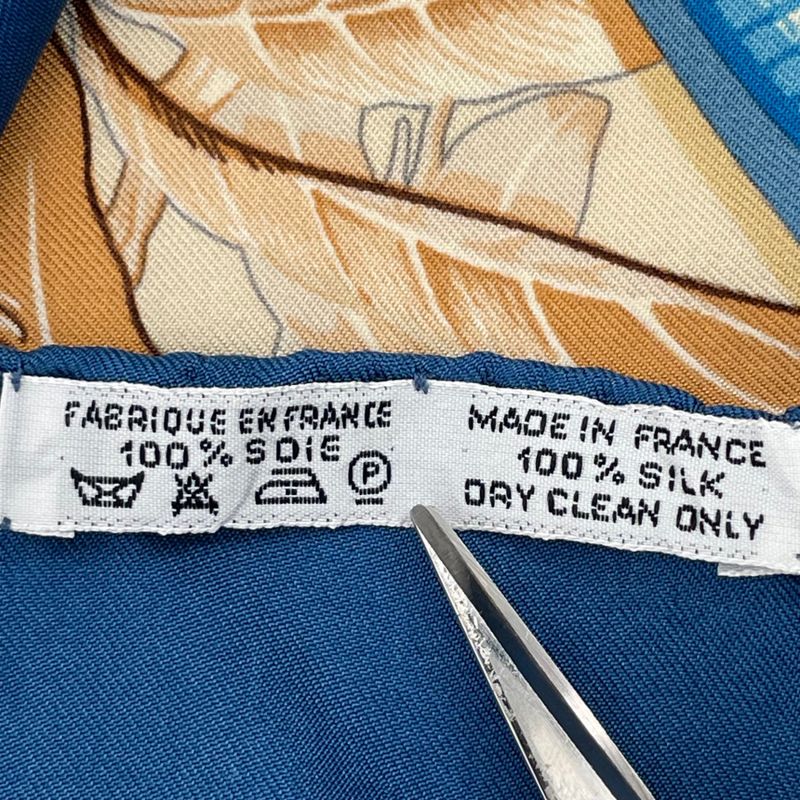 FABRIQUE EN FRANCE
100% SOIE
P
MADE IN FRANCE
100% SILK
DRY CLEAN ONLY